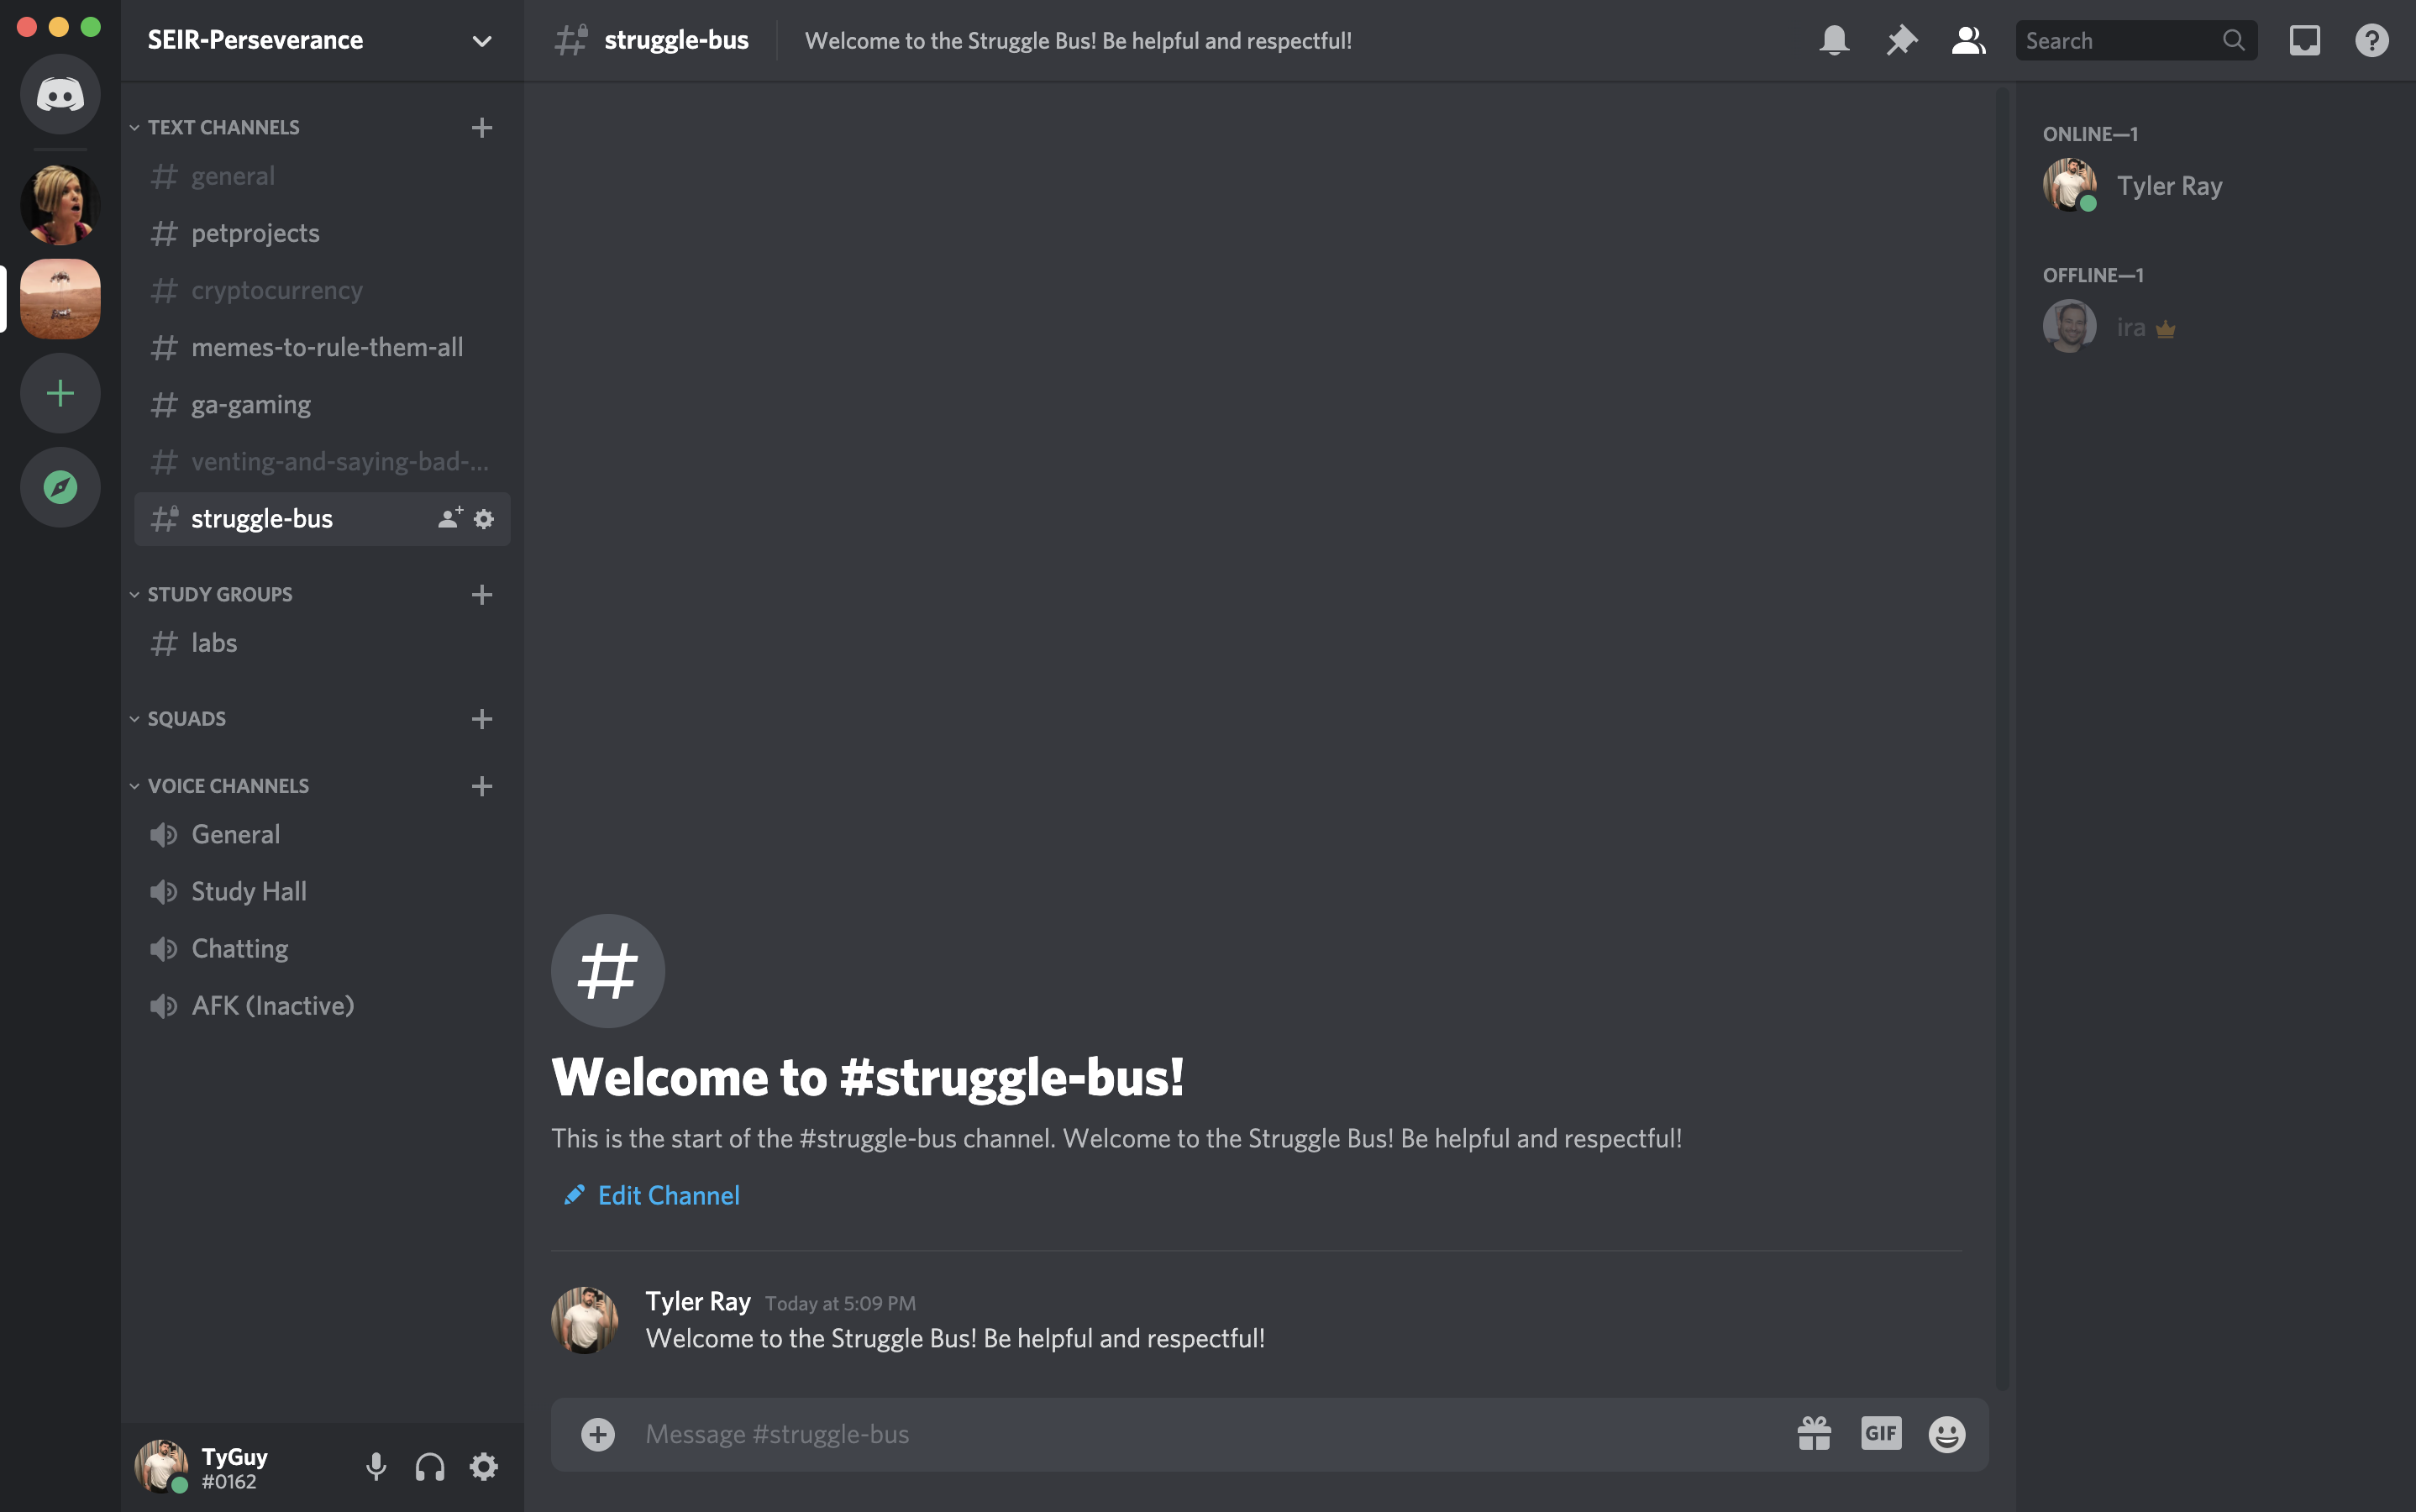 SEIR-Perseverance
TEXT CHANNELS
general
petprojects
cryptocurrency
memes-to-rule-them-all
ga-gaming
venting-and-saying-bad-...
struggle-bus
STUDY GROUPS
labs
SQUADS
VOICE CHANNELS
General
Study Hall
Chatting
AFK (Inactive)
TyGuy
#0162
struggle-bus
Welcome to the Struggle Bus! Be helpful and respectful!
Search
Welcome to #struggle-bus!
This is the start of the #struggle-bus channel. Welcome to the Struggle Bus! Be helpful and respectful!
Edit Channel
Tyler Ray Today at 5:09 PM
Welcome to the Struggle Bus! Be helpful and respectful!
Message #struggle-bus
GIF
ONLINE—1
Tyler Ray
OFFLINE—1
ira